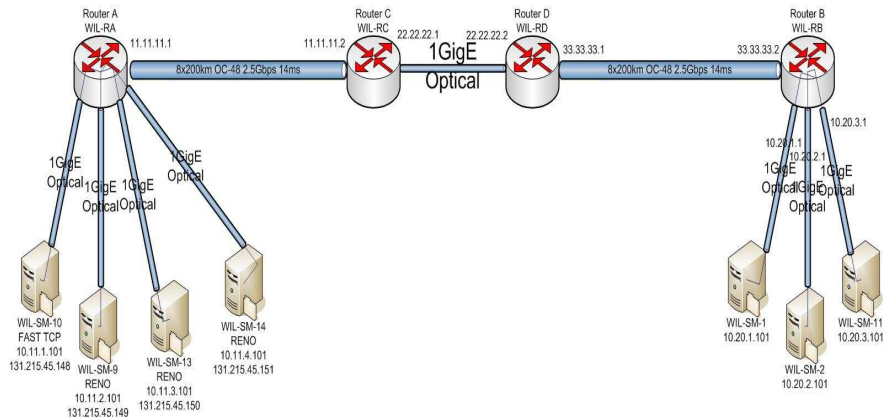 Router A
WIL-RA
11.11.11.1
8x200km OC-48 2.5Gbps 14ms
11.11.11.2
Router C
WIL-RC
22.22.22.1
1GigE
Optical
22.22.22.2
Router D
WIL-RD
33.33.33.1
8x200km OC-48 2.5Gbps 14ms
33.33.33.2
Router B
WIL-RB
1GigE
Optical
1GigE
Optical
1GigE
Optical
1GigE
Optical
10.20.1.1
10.20.2.1
10.20.3.1
1GigE
Optical
1GigE
Optical
1GigE
Optical
WIL-SM-10
FAST TCP
10.11.1.101
131.215.45.148
WIL-SM-9
RENO
10.11.2.101
131.215.45.149
WIL-SM-13
RENO
10.11.3.101
131.215.45.150
WIL-SM-14
RENO
10.11.4.101
131.215.45.151
WIL-SM-1
10.20.1.101
WIL-SM-2
10.20.2.101
WIL-SM-11
10.20.3.101